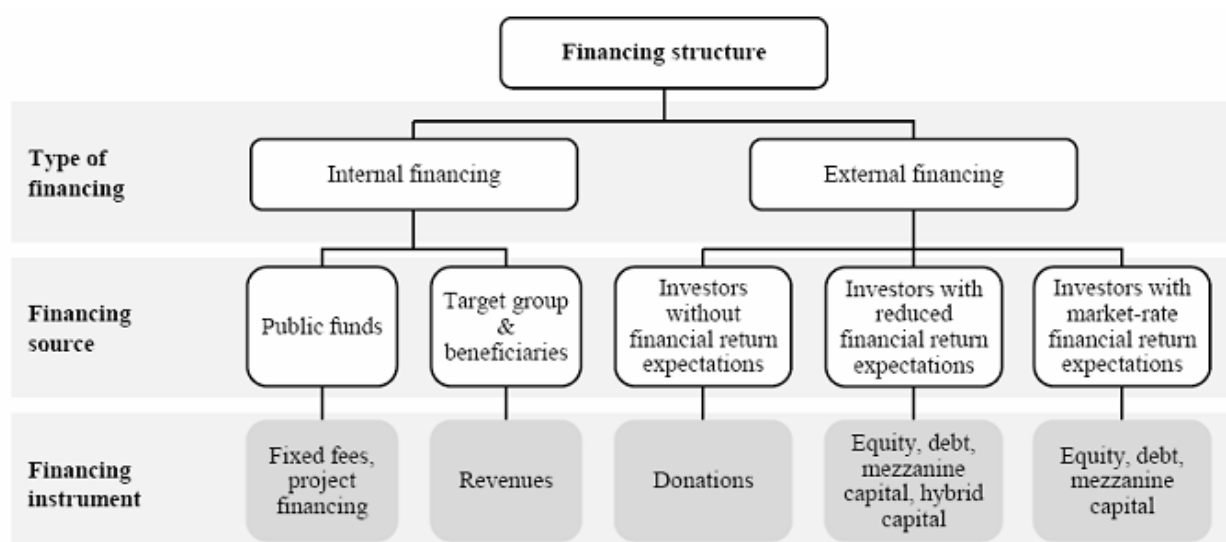 Financing structure
Type of
financing
Internal financing
External financing
Financing
source
Public funds
Target group
&
beneficiaries
Investors
without
financial return
expectations
Investors with
reduced
financial return
expectations
Investors with
market-rate
financial return
expectations
Financing
instrument
Fixed fees,
project
financing
Revenues
Donations
Equity, debt,
mezzanine
capital, hybrid
capital
Equity, debt,
mezzanine
capital